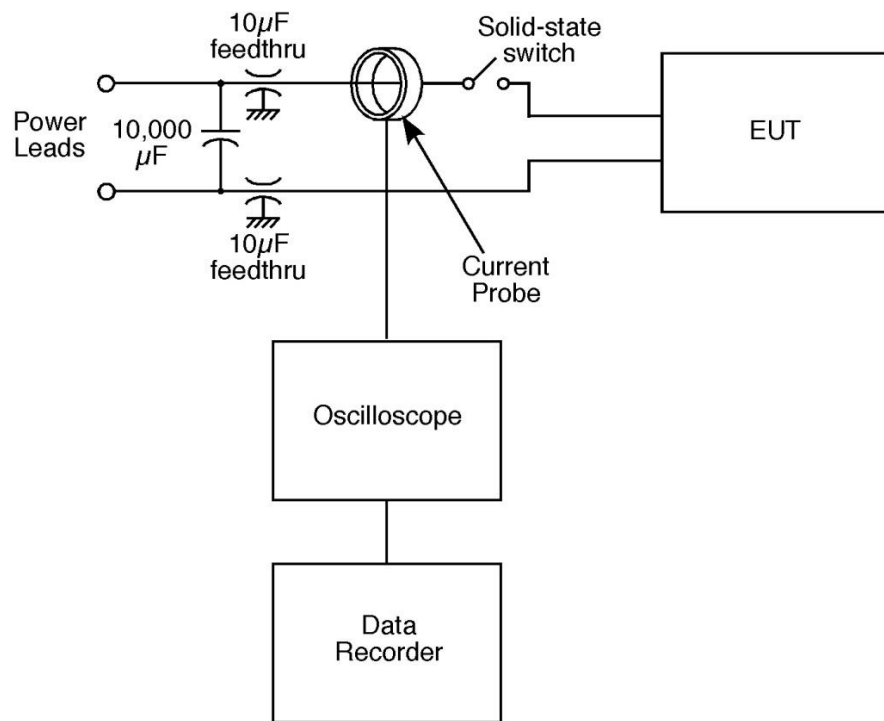 10μF
feedthru
Solid-state
switch
Power
Leads
10,000
μF
EUT
10μF
feedthru
Current
Probe
Oscilloscope
Data
Recorder